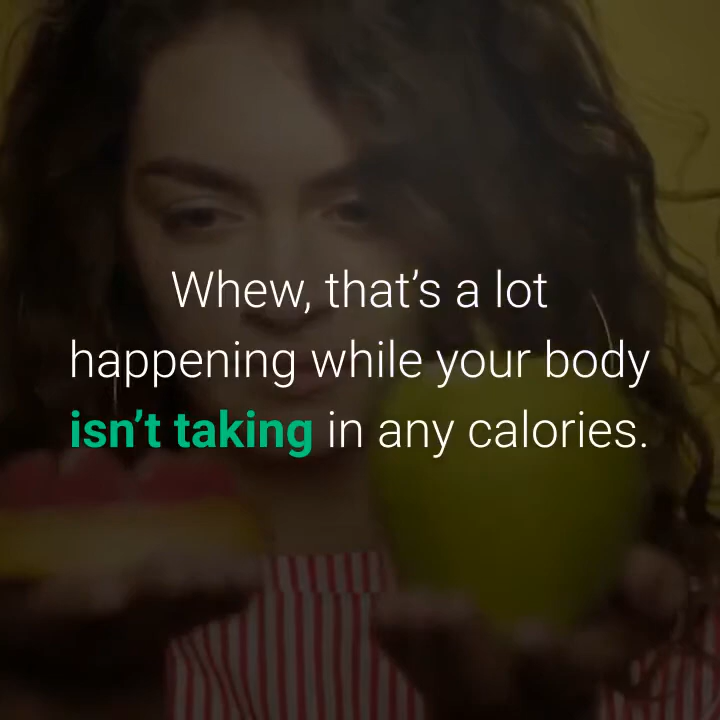 Whew, that’s a lot
happening while your body
isn’t taking in any calories.